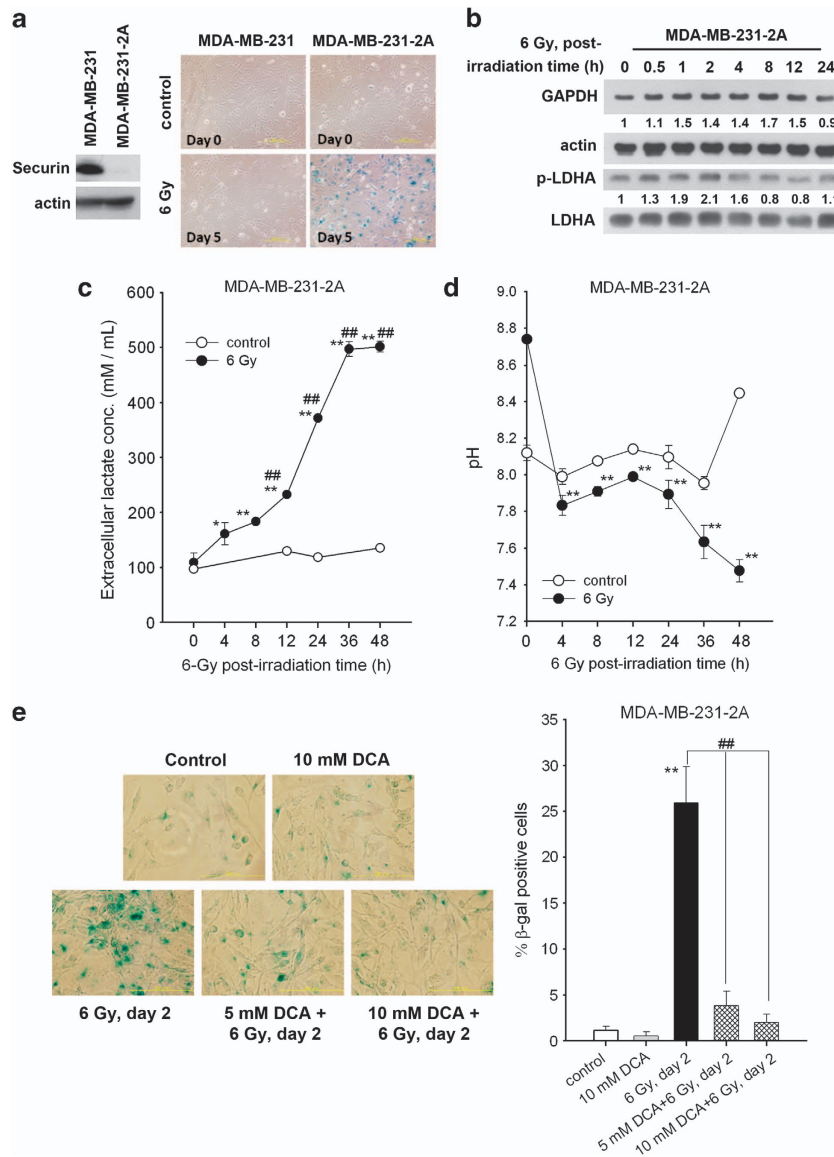 a
MDA-MB-231
MDA-MB-231-2A
Securin
actin
MDA-MB-231 MDA-MB-231-2A
control
6 Gy
Day 0
Day 0
Day 5
Day 5
b
MDA-MB-231-2A
6 Gy, post-
irradiation time (h)
0 0.5 1 2 4 8 12 24
GAPDH
1 1.1 1.5 1.4 1.4 1.7 1.5 0.9
actin
p-LDHA
1 1.3 1.9 2.1 1.6 0.8 0.8 1.1
LDHA
c
MDA-MB-231-2A
Extracellular lactate conc. (mM / mL)
600
500
400
300
200
100
0
control
6 Gy
*
**
**
##
**
##
**
##
**
##
0 4 8 12 24 36 48
6-Gy post-irradiation time (h)
d
MDA-MB-231-2A
pH
9.0
8.8
8.4
8.2
8.0
7.8
7.6
7.4
7.2
**
**
**
**
**
**
control
6 Gy
0 4 8 12 24 36 48
6 Gy post-irradiation time (h)
e
Control
10 mM DCA
6 Gy, day 2
5 mM DCA +
6 Gy, day 2
10 mM DCA +
6 Gy, day 2
MDA-MB-231-2A
% β-gal positive cells
35
30
25
20
15
10
5
0
**
##
control
10 mM DCA
6 Gy, day 2
5 mM DCA+6 Gy, day 2
10 mM DCA+6 Gy, day 2